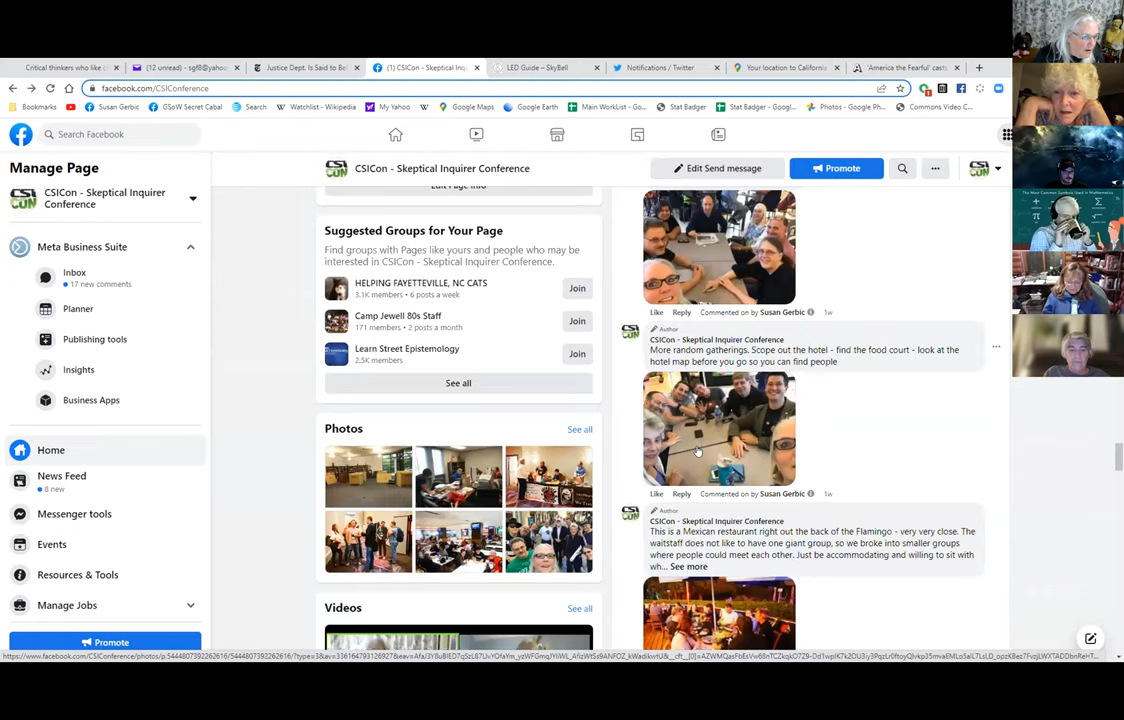 Critical thinkers who like c
(12 unread) - sgf8@yahoo
Justice Dept. Is Said to Be
(1) CSICon - Skeptical Inqu
LED Guide – SkyBell
Notifications / Twitter
Your location to California
'America the Fearful' casts
facebook.com/CSIConference
Bookmarks
Susan Gerbic
GSoW Secret Cabal
Search
Watchlist - Wikipedia
My Yahoo
Google Maps
Google Earth
Main WorkList - Go...
Stat Badger
Stat Badger - Googl...
Photos - Google Ph...
Commons Video C...
Search Facebook
Manage Page
CSICon - Skeptical Inquirer
Conference
Meta Business Suite
Inbox
17 new comments
Planner
Publishing tools
Insights
Business Apps
Home
News Feed
8 new
Messenger tools
Events
Resources & Tools
Manage Jobs
Promote
CSI CON
CSICon - Skeptical Inquirer Conference
Edit Send message
Promote
Edit Page Info
Suggested Groups for Your Page
Find groups with Pages like yours and people who may be
interested in CSICon - Skeptical Inquirer Conference.
HELPING FAYETTEVILLE, NC CATS
3.1K members • 6 posts a week
Join
Camp Jewell 80s Staff
171 members • 2 posts a month
Join
Learn Street Epistemology
2.5K members
Join
See all
Photos
See all
Videos
See all
Like Reply Commented on by Susan Gerbic 1w
Author
CSICon - Skeptical Inquirer Conference
More random gatherings. Scope out the hotel - find the food court - look at the
hotel map before you go so you can find people
Like Reply Commented on by Susan Gerbic 1w
Author
CSICon - Skeptical Inquirer Conference
This is a Mexican restaurant right out the back of the Flamingo - very very close. The
waitstaff does not like to have one giant group, so we broke into smaller groups
where people could meet each other. Just be accommodating and willing to sit with
wh... See more
The Most Common Symbols Used in Mathematics